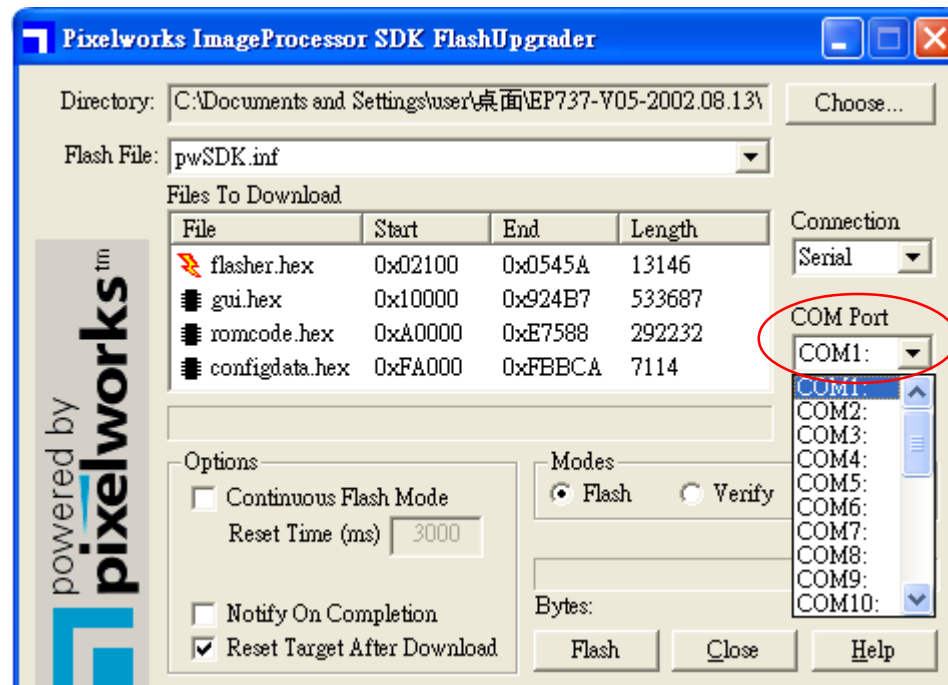 Pixelworks ImageProcessor SDK FlashUpgrader
Directory: C:\Documents and Settings\user\桌面\EP737-V05-2002.08.13\ Choose...
Flash File: pwSDK.inf
Files To Download
File Start End Length
flasher.hex 0x02100 0x0545A 13146
gui.hex 0x10000 0x924B7 533687
romcode.hex 0xA0000 0xE7588 292232
configdata.hex 0xFA000 0xFBBCA 7114
Connection
Serial
COM Port
COM1:
COM1:
COM2:
COM3:
COM4:
COM5:
COM6:
COM7:
COM8:
COM9:
COM10:
powered by
pixelworks™
Options
Continuous Flash Mode
Reset Time (ms) 3000
Notify On Completion
Reset Target After Download
Modes
Flash Verify
Bytes:
Flash Close Help